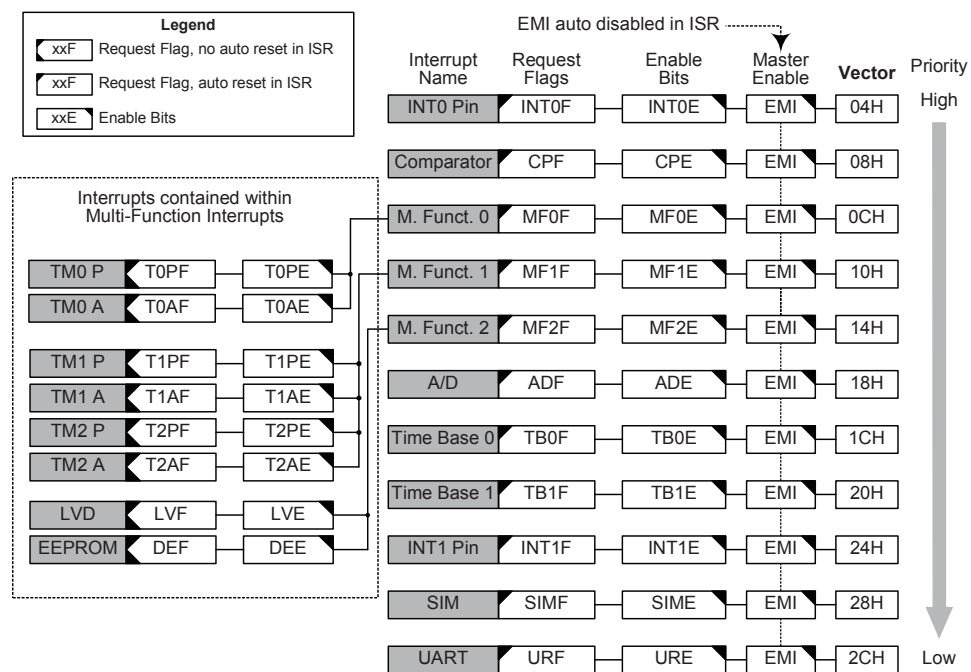 Legend
xxF Request Flag, no auto reset in ISR
xxF Request Flag, auto reset in ISR
xxE Enable Bits
EMI auto disabled in ISR
Interrupt Name Request Flags Enable Bits Master Enable Vector Priority
High
INT0 Pin INT0F INT0E EMI 04H
Comparator CPF CPE EMI 08H
Interrupts contained within
Multi-Function Interrupts
M. Funct. 0 MF0F MF0E EMI 0CH
TM0 P T0PF T0PE
M. Funct. 1 MF1F MF1E EMI 10H
TM0 A T0AF T0AE
M. Funct. 2 MF2F MF2E EMI 14H
TM1 P T1PF T1PE
A/D ADF ADE EMI 18H
TM1 A T1AF T1AE
TM2 P T2PF T2PE
Time Base 0 TB0F TB0E EMI 1CH
TM2 A T2AF T2AE
Time Base 1 TB1F TB1E EMI 20H
LVD LVF LVE
EEPROM DEF DEE
INT1 Pin INT1F INT1E EMI 24H
SIM SIMF SIME EMI 28H
UART URF URE EMI 2CH
Low